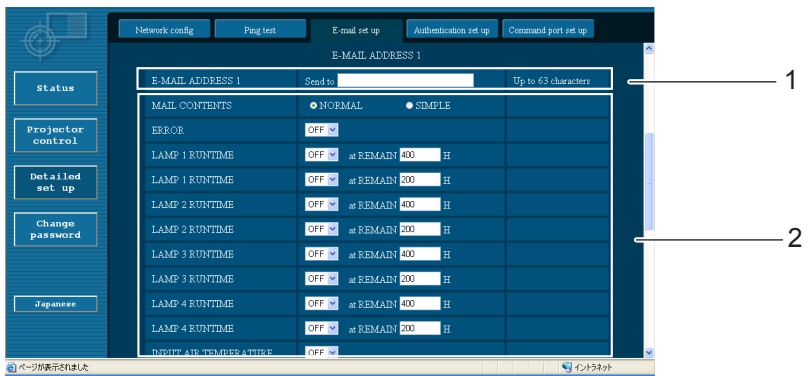 Network config Ping test E-mail set up Authentication set up Command port set up
E-MAIL ADDRESS 1
E-MAIL ADDRESS 1 Send to Up to 63 characters 1
MAIL CONTENTS NORMAL SIMPLE
ERROR OFF
LAMP 1 RUNTIME OFF at REMAIN 400 H
LAMP 1 RUNTIME OFF at REMAIN 200 H
LAMP 2 RUNTIME OFF at REMAIN 400 H
LAMP 2 RUNTIME OFF at REMAIN 200 H
LAMP 3 RUNTIME OFF at REMAIN 400 H
LAMP 3 RUNTIME OFF at REMAIN 200 H
LAMP 4 RUNTIME OFF at REMAIN 400 H
LAMP 4 RUNTIME OFF at REMAIN 200 H
INPUT AIR TEMPERATURE OFF
2
Status
Projector
control
Detailed
set up
Change
password
Japanese
ページが表示されました イントラネット